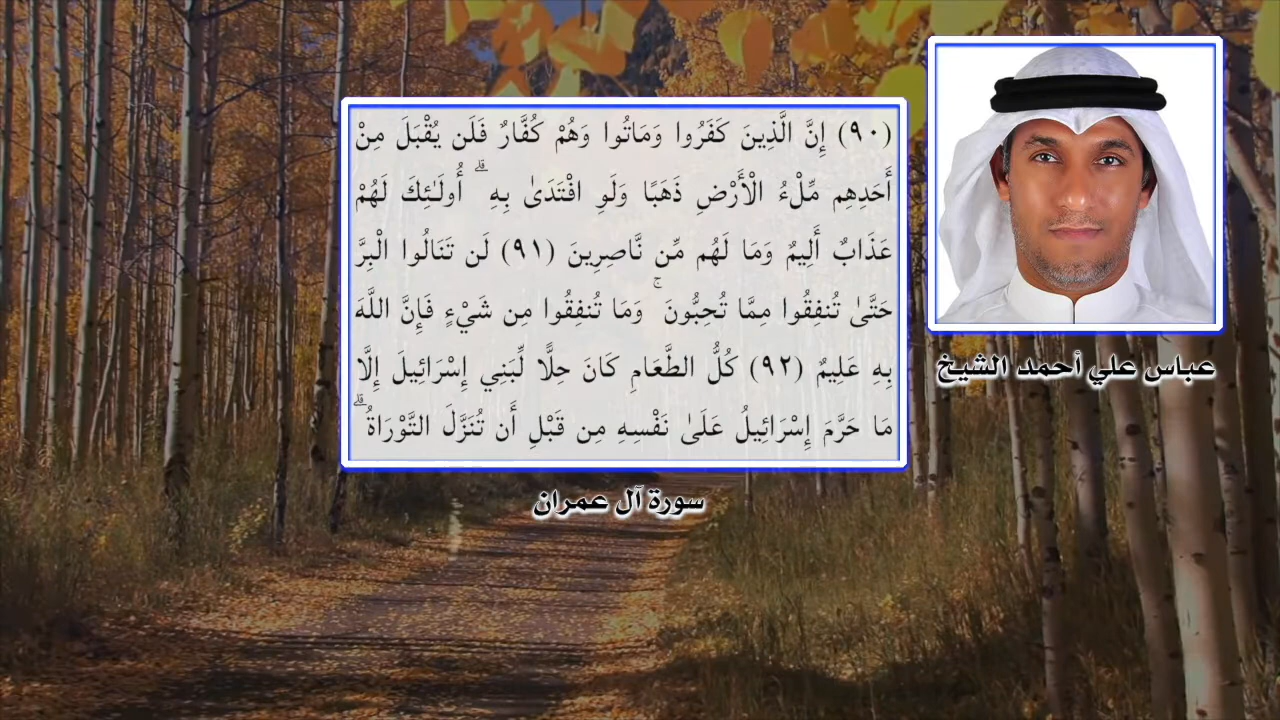 (٩٠) إِنَّ الَّذِينَ كَفَرُوا وَمَاتُوا وَهُمْ كُفَّارٌ فَلَن يُقْبَلَ مِنْ
أَحَدِهِم مِّلْءُ الْأَرْضِ ذَهَبًا وَلَوِ افْتَدَىٰ بِهِ ۗ أُولَـٰئِكَ لَهُمْ
عَذَابٌ أَلِيمٌ وَمَا لَهُم مِّن نَّاصِرِينَ (٩١) لَن تَنَالُوا الْبِرَّ
حَتَّىٰ تُنفِقُوا مِمَّا تُحِبُّونَ ۚ وَمَا تُنفِقُوا مِن شَيْءٍ فَإِنَّ اللَّهَ
بِهِ عَلِيمٌ (٩٢) كُلُّ الطَّعَامِ كَانَ حِلًّا لِّبَنِي إِسْرَائِيلَ إِلَّا
مَا حَرَّمَ إِسْرَائِيلُ عَلَىٰ نَفْسِهِ مِن قَبْلِ أَن تُنَزَّلَ التَّوْرَاةُ ۗ
عباس علي أحمد الشيخ
سورة آل عمران